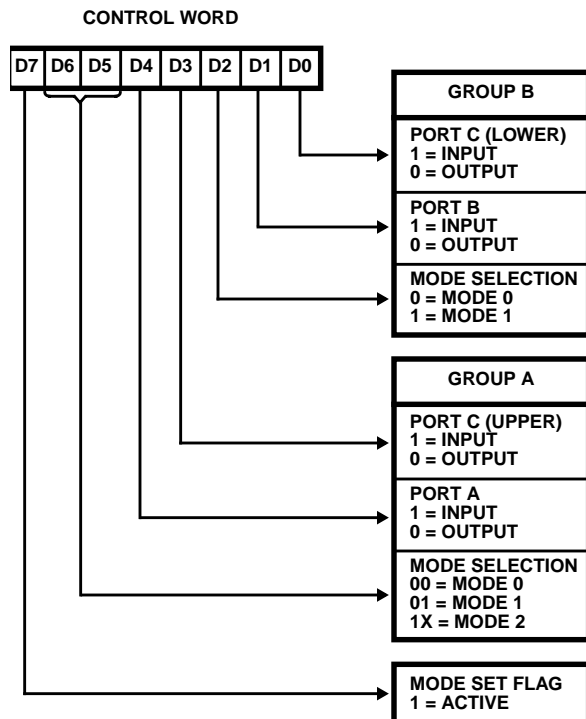 CONTROL WORD
D7 D6 D5 D4 D3 D2 D1 D0
GROUP B
PORT C (LOWER)
1 = INPUT
0 = OUTPUT
PORT B
1 = INPUT
0 = OUTPUT
MODE SELECTION
0 = MODE 0
1 = MODE 1
GROUP A
PORT C (UPPER)
1 = INPUT
0 = OUTPUT
PORT A
1 = INPUT
0 = OUTPUT
MODE SELECTION
00 = MODE 0
01 = MODE 1
1X = MODE 2
MODE SET FLAG
1 = ACTIVE